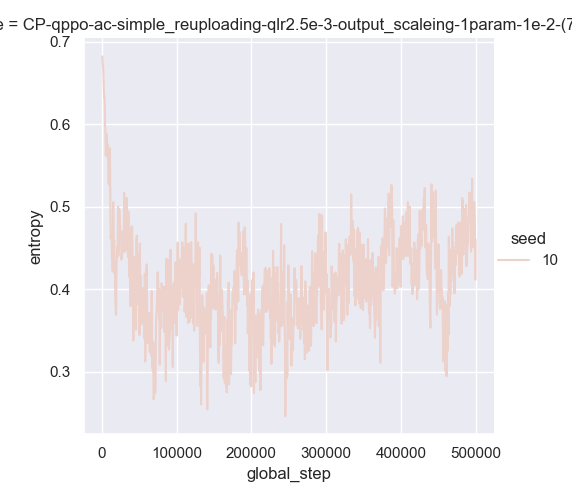 e = CP-qppo-ac-simple_reuploading-qlr2.5e-3-output_scaleing-1param-1e-2-(7
0.7
0.6
0.5
0.4
0.3
entropy
0 100000 200000 300000 400000 500000
global_step
seed
10